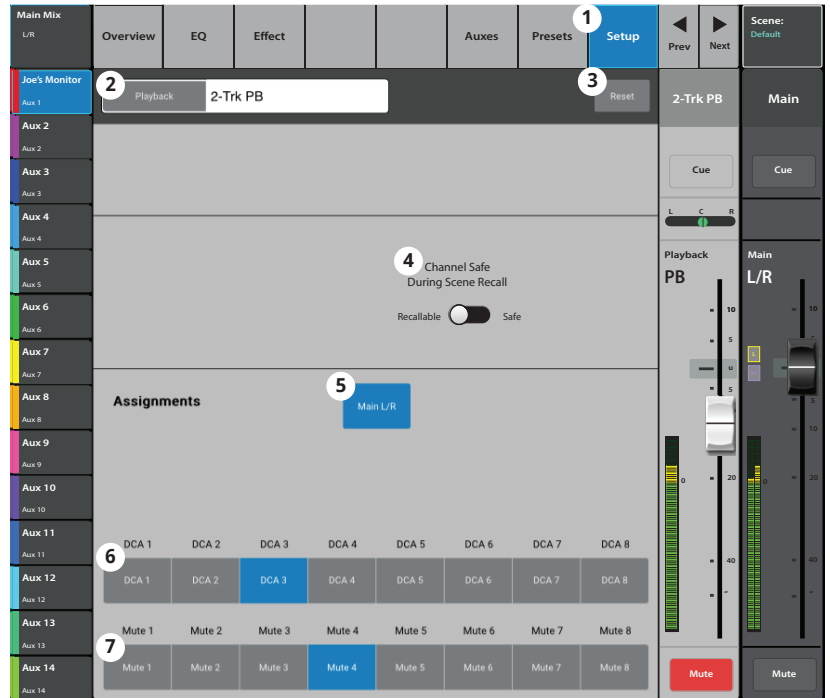 Main Mix
L/R
Overview
EQ
Effect
Auxes
Presets
1
Setup
Prev
Next
Scene:
Default
Joe's Monitor
Aux 1
Aux 2
Aux 2
Aux 3
Aux 3
Aux 4
Aux 4
Aux 5
Aux 5
Aux 6
Aux 6
Aux 7
Aux 7
Aux 8
Aux 8
Aux 9
Aux 9
Aux 10
Aux 10
Aux 11
Aux 11
Aux 12
Aux 12
Aux 13
Aux 13
Aux 14
Aux 14
2
Playback
2-Trk PB
3
Reset
4
Channel Safe
During Scene Recall
Recallable
Safe
Assignments
5
Main L/R
DCA 1 DCA 2 DCA 3 DCA 4 DCA 5 DCA 6 DCA 7 DCA 8
6
DCA 1 DCA 2 DCA 3 DCA 4 DCA 5 DCA 6 DCA 7 DCA 8
Mute 1 Mute 2 Mute 3 Mute 4 Mute 5 Mute 6 Mute 7 Mute 8
7
Mute 1 Mute 2 Mute 3 Mute 4 Mute 5 Mute 6 Mute 7 Mute 8
2-Trk PB
Cue
L C R
Playback
PB
10
5
U
5
0
20
40
Mute
Main
Cue
Main
L/R
10
L
5
10
0
20
40
Mute